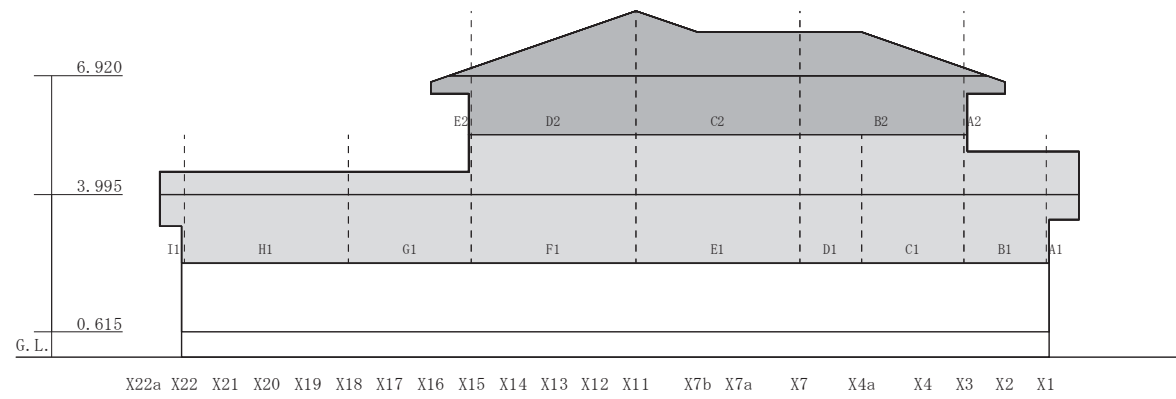 6.920
E2 D2 C2 B2 A2
3.995
I1 H1 G1 F1 E1 D1 C1 B1 A1
0.615
G.L.
X22a X22 X21 X20 X19 X18 X17 X16 X15 X14 X13 X12 X11 X7b X7a X7 X4a X4 X3 X2 X1